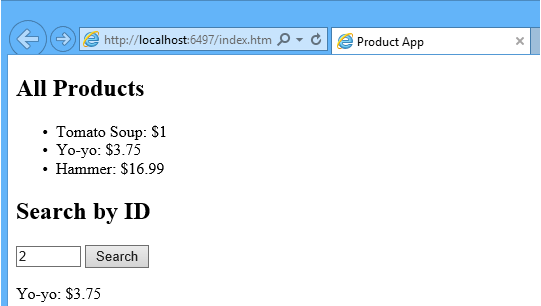 http://localhost:6497/index.htm
Product App
All Products
• Tomato Soup: $1
• Yo-yo: $3.75
• Hammer: $16.99
Search by ID
2 Search
Yo-yo: $3.75